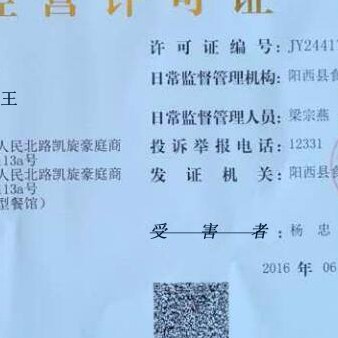 经营许可证
许可证编号：JY24417
王
日常监督管理机构：阳西县食
日常监督管理人员：梁宗燕
人民北路凯旋豪庭商
投诉举报电话：12331
113a号
人民北路凯旋豪庭商
发证机关：阳西县食
113a号
型餐馆）
受害者：杨忠
2016 年 06